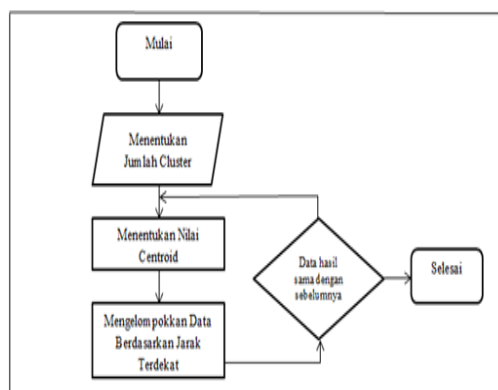 Mulai
Menentukan
Jumlah Cluster
Menentukan Nilai
Centroid
Mengelompokkan Data
Berdasarkan Jarak
Terdekat
Data hasil
sama dengan
sebelumnya
Selesai